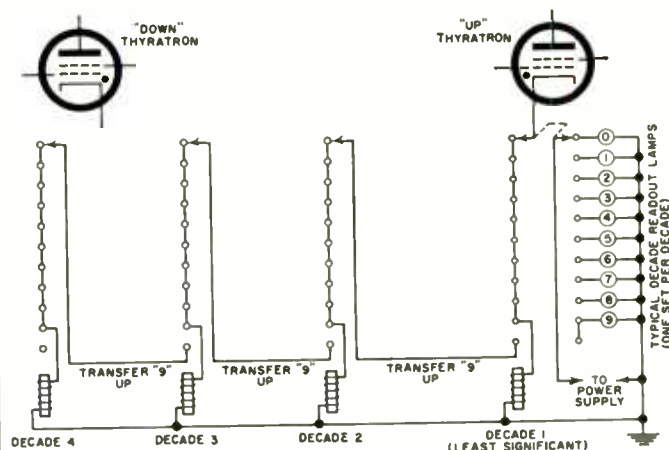 "DOWN"
THYRATRON
"UP"
THYRATRON
0
1
2
3
4
5
6
7
8
9
TYPICAL DECADE READOUT LAMPS
(ONE SET PER DECADE)
TRANSFER "9"
UP
TRANSFER "9"
UP
TRANSFER "9"
UP
TO
POWER
SUPPLY
DECADE 4
DECADE 3
DECADE 2
DECADE 1
(LEAST SIGNIFICANT)